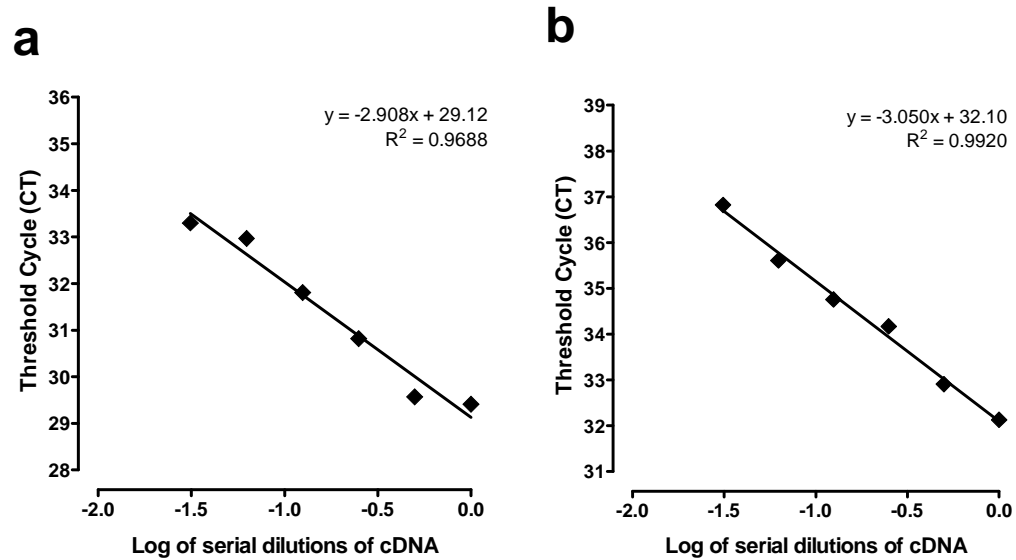 a
y = -2.908x + 29.12
R² = 0.9688
Threshold Cycle (CT)
36
35
34
33
32
31
30
29
28
-2.0 -1.5 -1.0 -0.5 0.0
Log of serial dilutions of cDNA
b
y = -3.050x + 32.10
R² = 0.9920
Threshold Cycle (CT)
39
38
37
36
35
34
33
32
31
-2.0 -1.5 -1.0 -0.5 0.0
Log of serial dilutions of cDNA